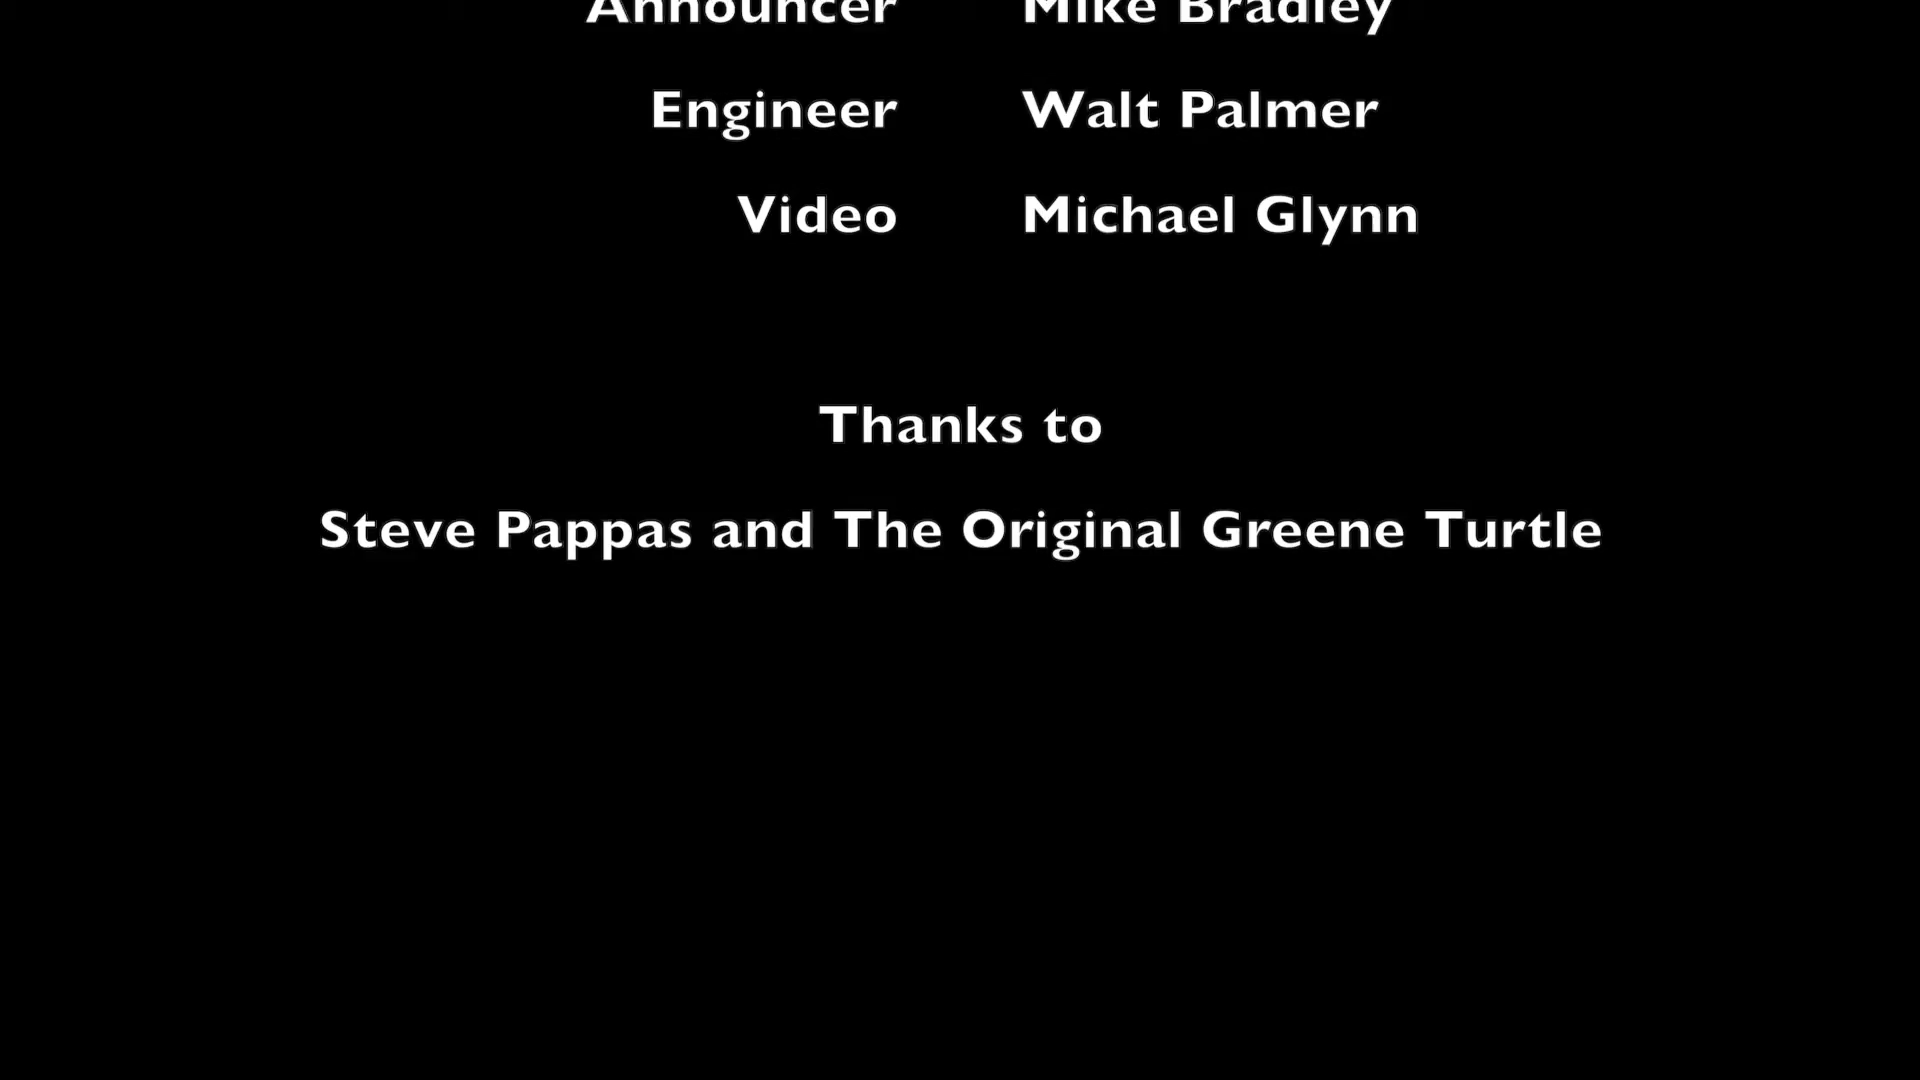 Announcer Mike Bradley
Engineer Walt Palmer
Video Michael Glynn
Thanks to
Steve Pappas and The Original Greene Turtle